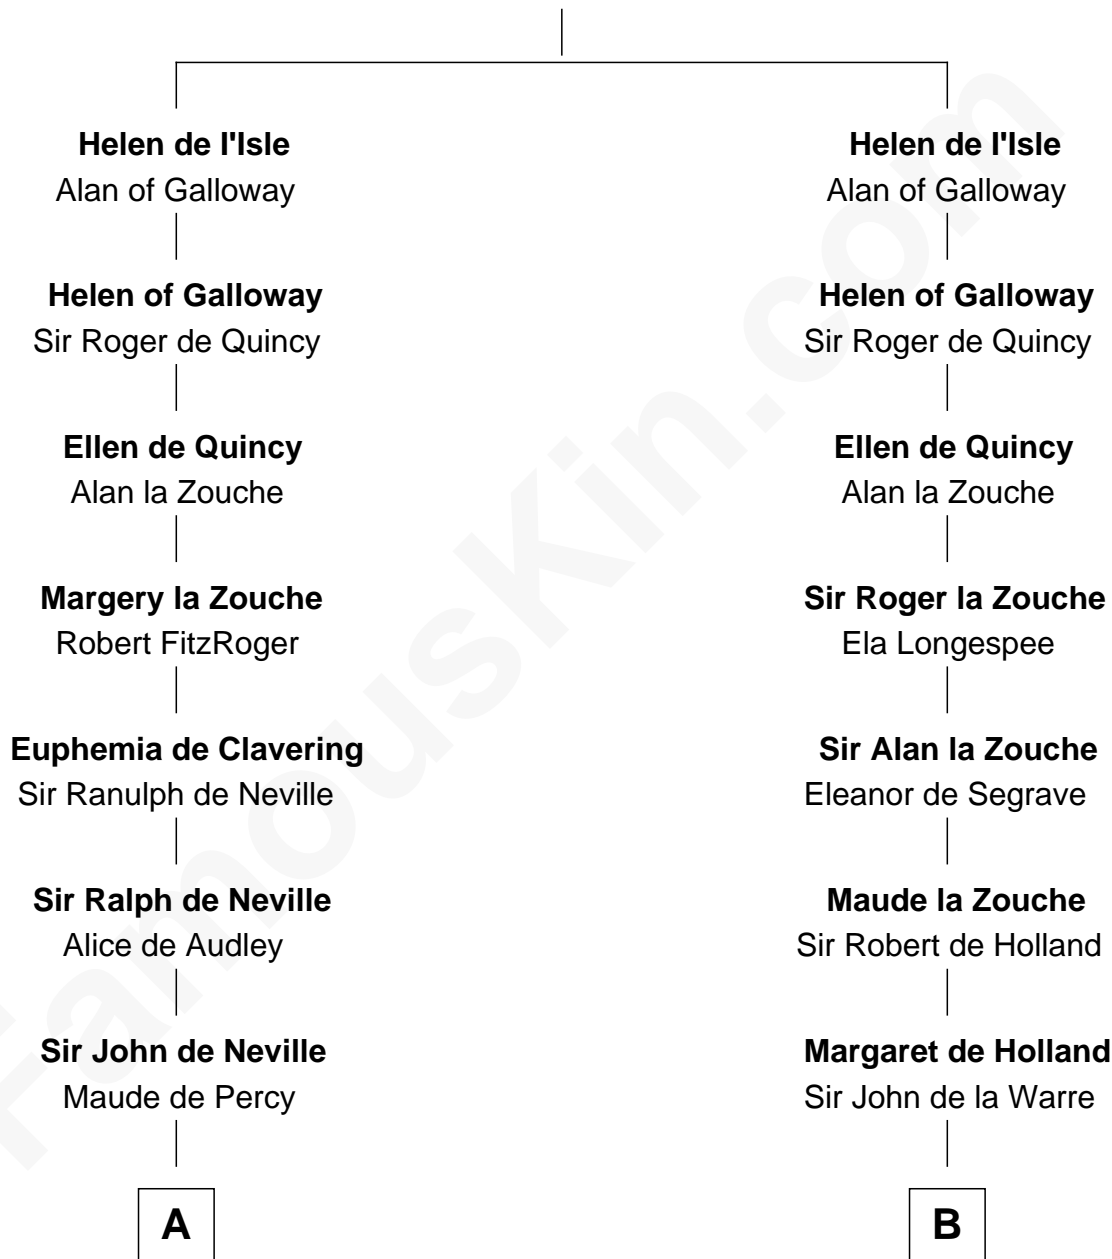 Helen de l'Isle
Alan of Galloway
Helen of Galloway
Sir Roger de Quincy
Ellen de Quincy
Alan la Zouche
Margery la Zouche
Robert FitzRoger
Euphemia de Clavering
Sir Ranulph de Neville
Sir Ralph de Neville
Alice de Audley
Sir John de Neville
Maude de Percy
A
Helen de l'Isle
Alan of Galloway
Helen of Galloway
Sir Roger de Quincy
Ellen de Quincy
Alan la Zouche
Sir Roger la Zouche
Ela Longespee
Sir Alan la Zouche
Eleanor de Segrave
Maude la Zouche
Sir Robert de Holland
Margaret de Holland
Sir John de la Warre
B
FamousKin.com